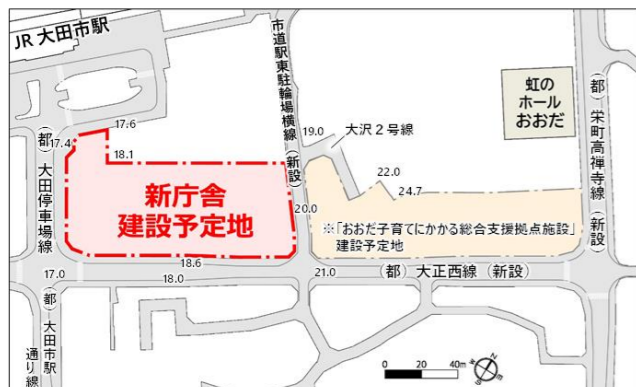 JR 大田市駅
市道駅東駐輪場横線(新設)
(都)栄町高禅寺線(新設)
虹の
ホール
おおだ
17.6
19.0
大沢2号線
17.4
(都)大田停車場線
18.1
22.0
24.7
新庁舎
建設予定地
20.0
※「おおだ子育てにかかる総合支援拠点施設」
建設予定地
18.6
17.0
18.0
21.0
(都)大正西線(新設)
(都)大田市駅
通り線
0 20 40m
N